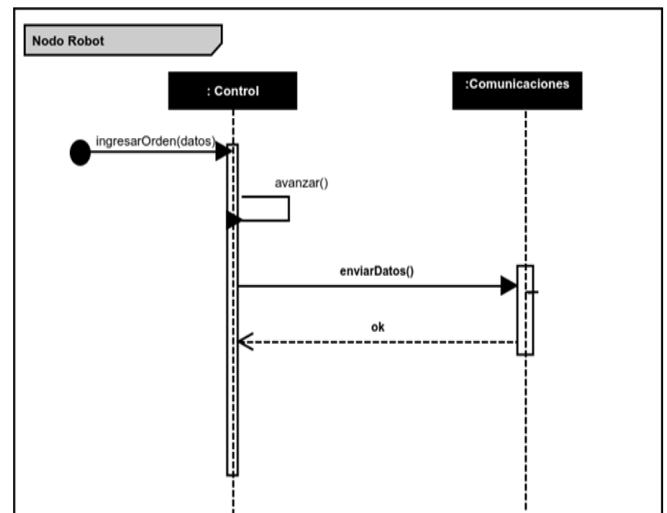 Nodo Robot
: Control
:Comunicaciones
ingresarOrden(datos)
avanzar()
enviarDatos()
ok